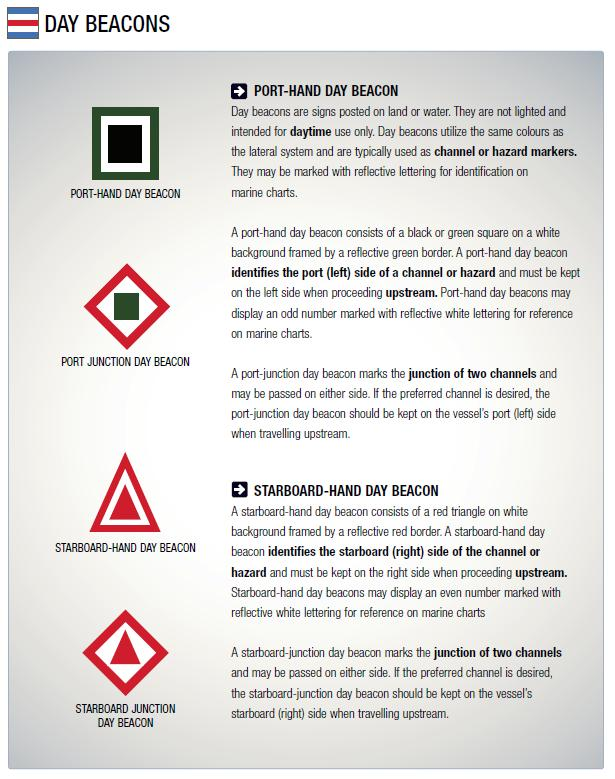 DAY BEACONS
PORT-HAND DAY BEACON
PORT JUNCTION DAY BEACON
STARBOARD-HAND DAY BEACON
STARBOARD JUNCTION
DAY BEACON
PORT-HAND DAY BEACON
Day beacons are signs posted on land or water. They are not lighted and
intended for daytime use only. Day beacons utilize the same colours as
the lateral system and are typically used as channel or hazard markers.
They may be marked with reflective lettering for identification on
marine charts.
A port-hand day beacon consists of a black or green square on a white
background framed by a reflective green border. A port-hand day beacon
identifies the port (left) side of a channel or hazard and must be kept
on the left side when proceeding upstream. Port-hand day beacons may
display an odd number marked with reflective white lettering for reference
on marine charts.
A port-junction day beacon marks the junction of two channels and
may be passed on either side. If the preferred channel is desired, the
port-junction day beacon should be kept on the vessel's port (left) side
when travelling upstream.
STARBOARD-HAND DAY BEACON
A starboard-hand day beacon consists of a red triangle on white
background framed by a reflective red border. A starboard-hand day
beacon identifies the starboard (right) side of the channel or
hazard and must be kept on the right side when proceeding upstream.
Starboard-hand day beacons may display an even number marked with
reflective white lettering for reference on marine charts
A starboard-junction day beacon marks the junction of two channels
and may be passed on either side. If the preferred channel is desired,
the starboard-junction day beacon should be kept on the vessel's
starboard (right) side when travelling upstream.